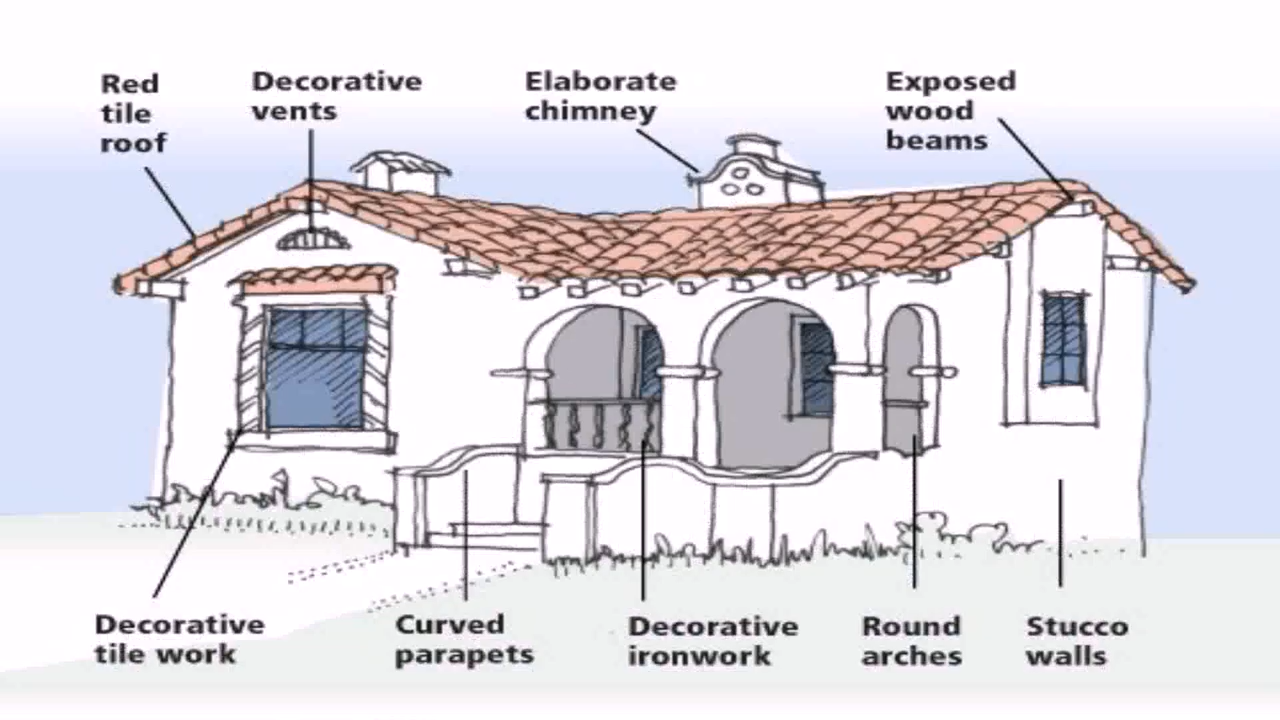 Red
tile
roof
Decorative
vents
Elaborate
chimney
Exposed
wood
beams
Decorative
tile work
Curved
parapets
Decorative
ironwork
Round
arches
Stucco
walls